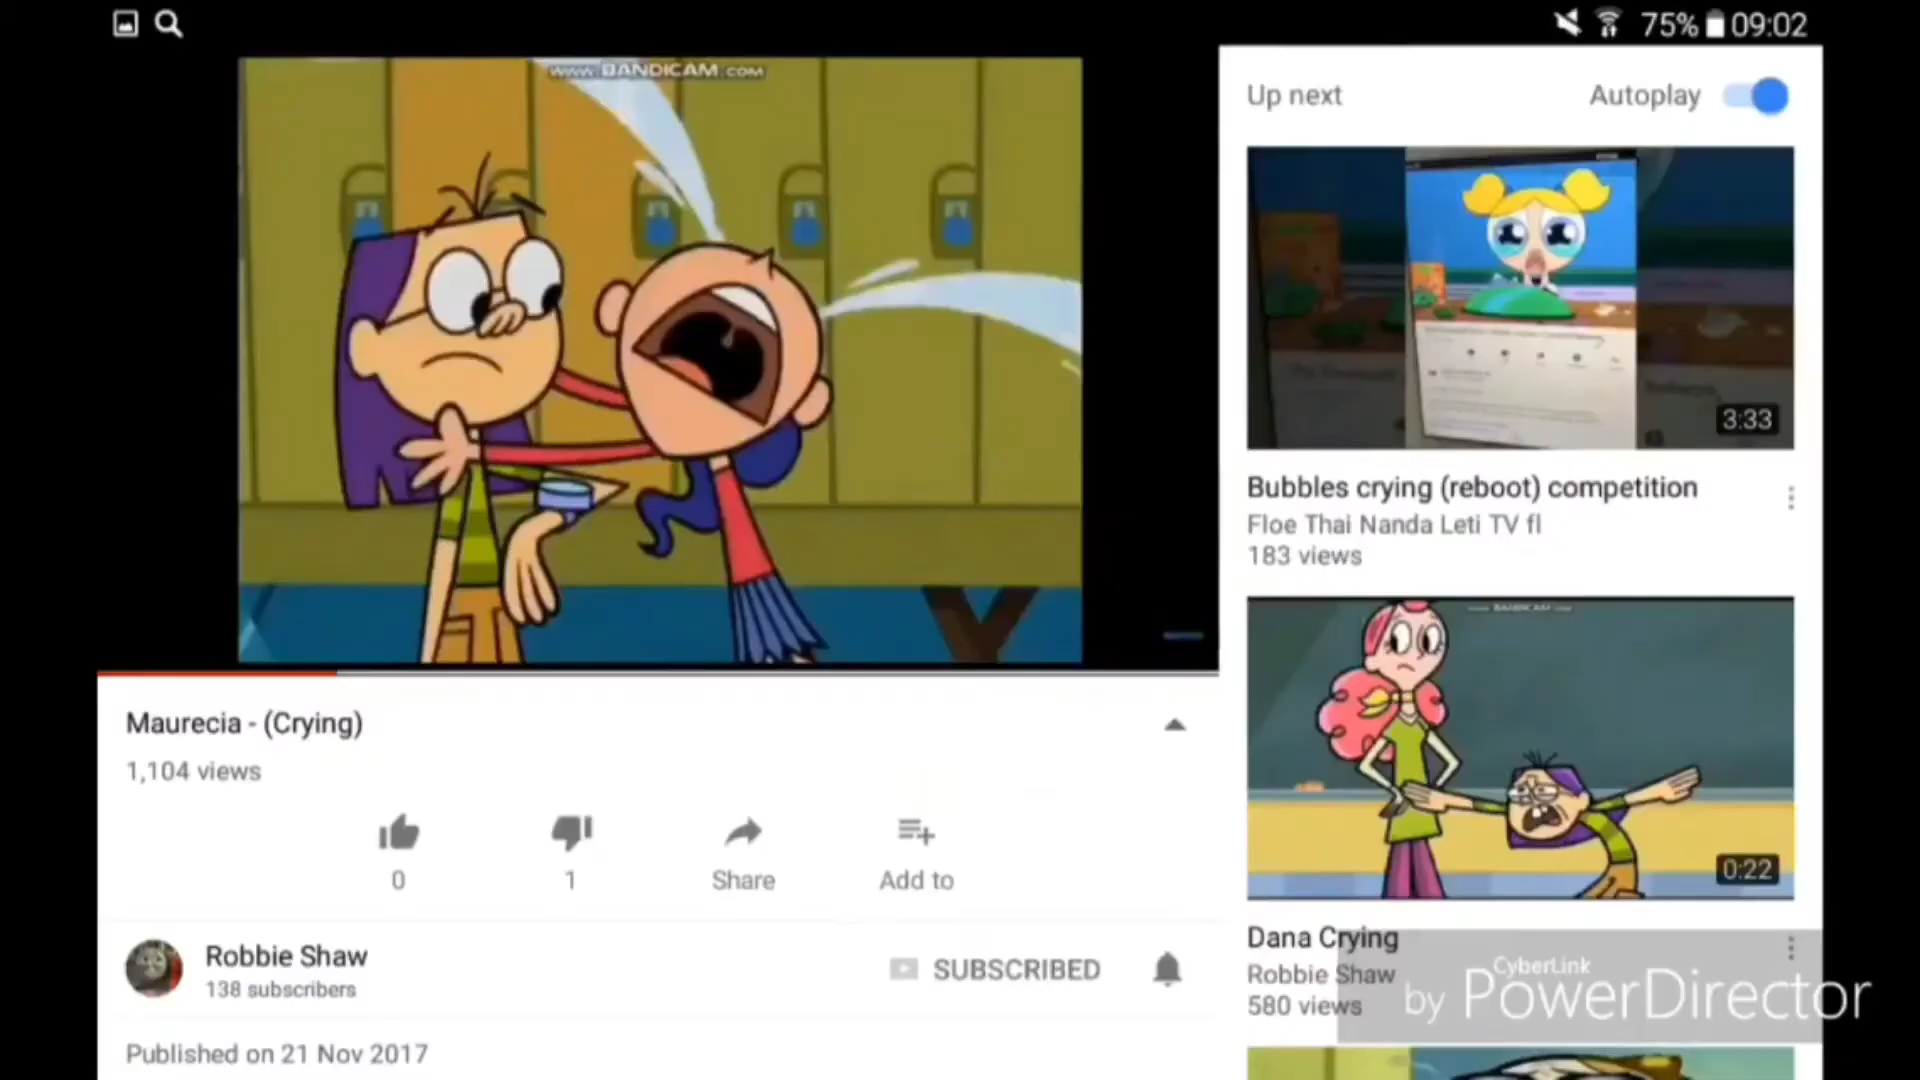 75% 09:02
WWW.BANDICAM.COM
Up next
Autoplay
3:33
Bubbles crying (reboot) competition
Floe Thai Nanda Leti TV fl
183 views
Maurecia - (Crying)
1,104 views
0
1
Share
Add to
Robbie Shaw
138 subscribers
SUBSCRIBED
Published on 21 Nov 2017
0:22
Dana Crying
Robbie Shaw
580 views
CyberLink
by PowerDirector